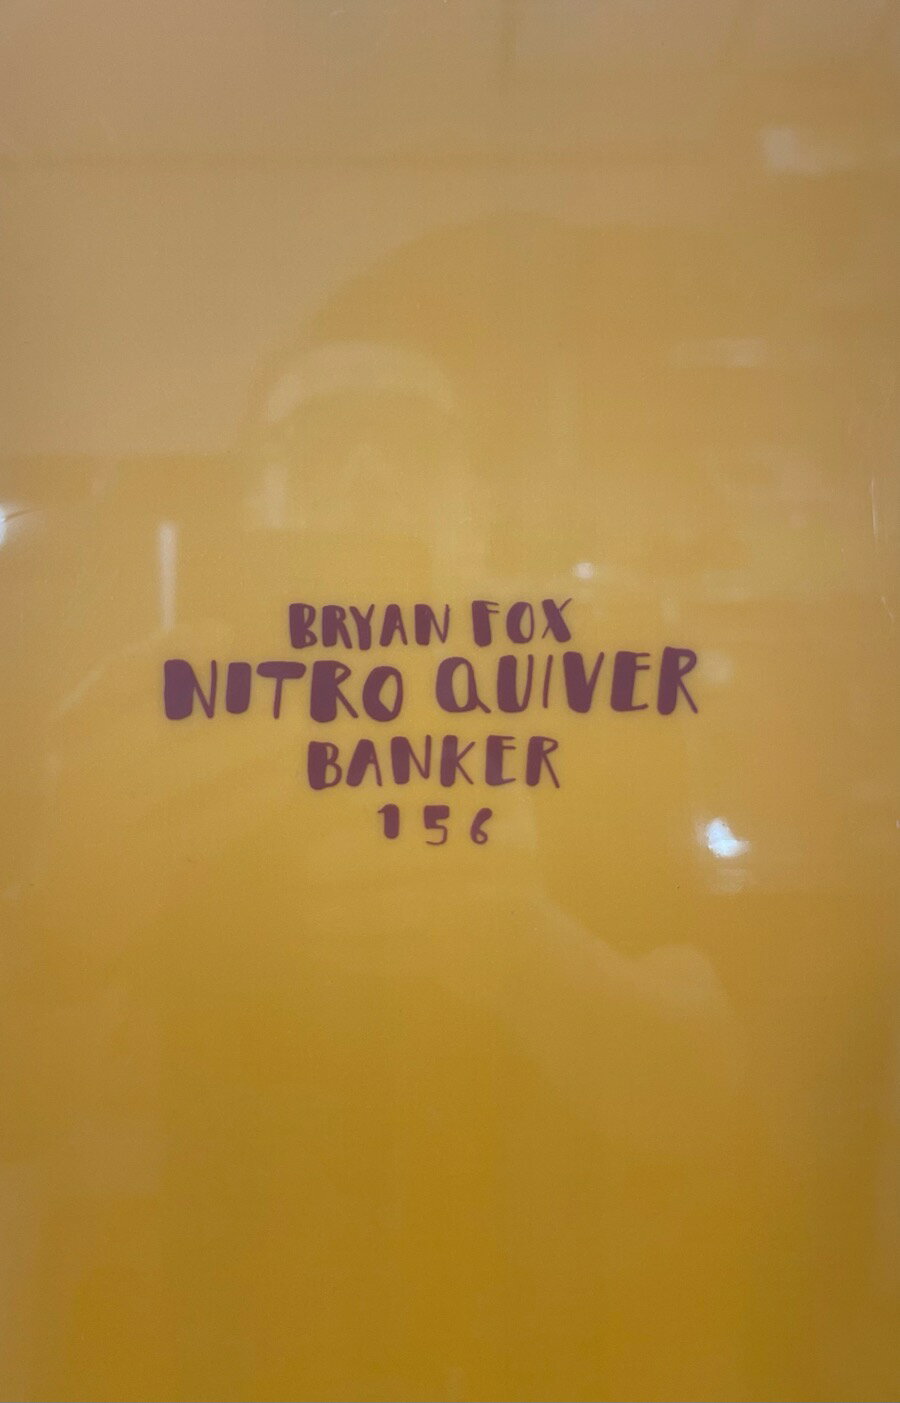 BRYAN FOX
NITRO QUIVER
BANKER
156